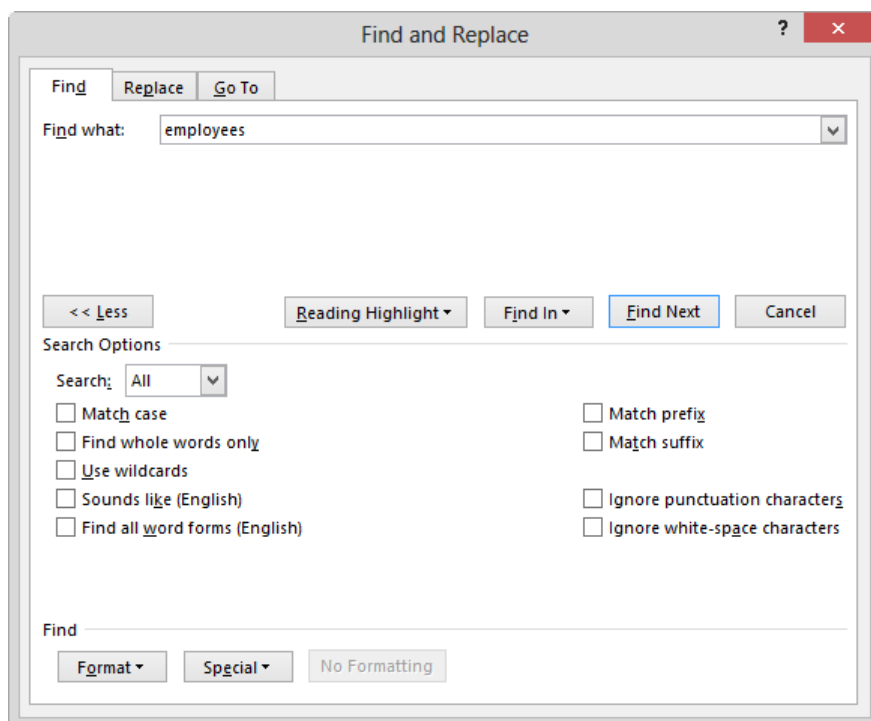 Find and Replace ?
Find Replace Go To
Find what: employees
<< Less Reading Highlight Find In Find Next Cancel
Search Options
Search: All
Match case Match prefix
Find whole words only Match suffix
Use wildcards
Sounds like (English) Ignore punctuation characters
Find all word forms (English) Ignore white-space characters
Find
Format Special No Formatting